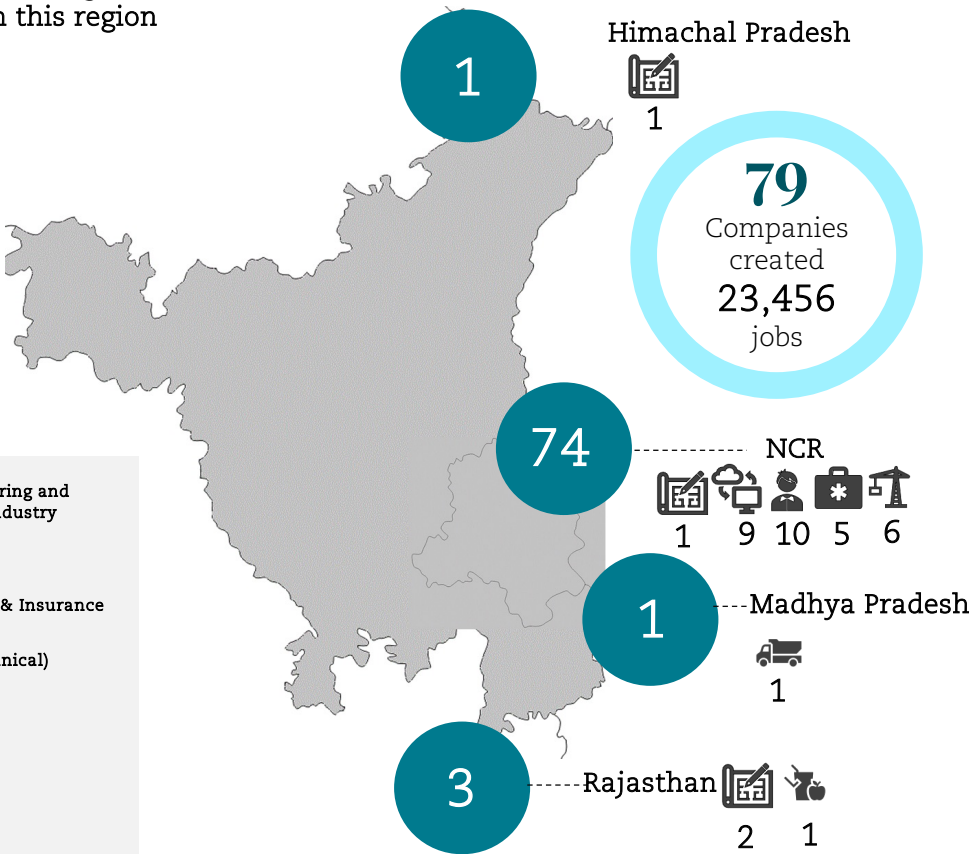 this region
1
Himachal Pradesh
1
79
Companies
created
23,456
jobs
74
NCR
1 9 10 5 6
1
Madhya Pradesh
1
3
Rajasthan
2 1
ring and
dustry
& Insurance
nical)